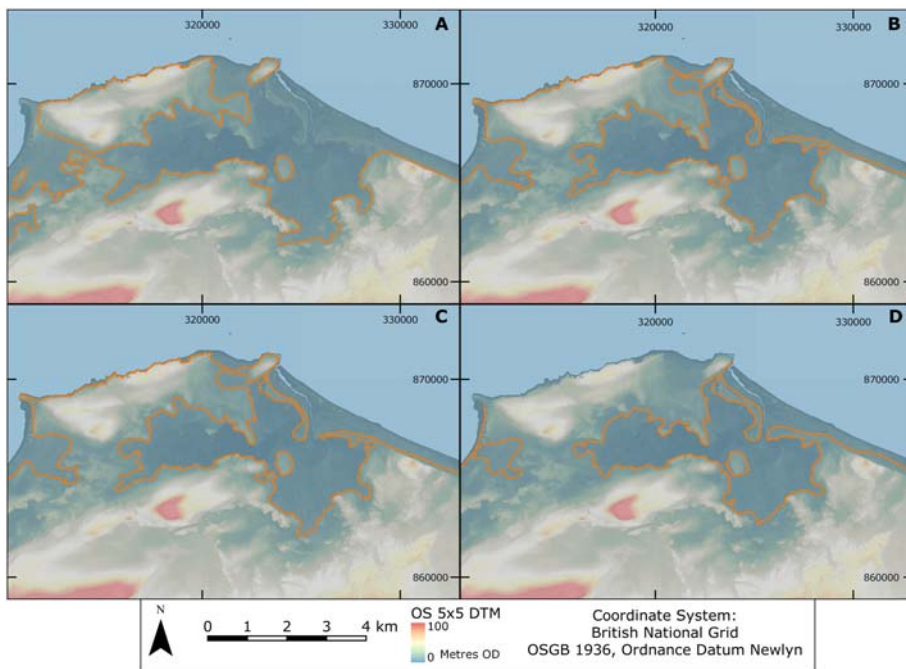 320000
330000
A
870000
860000
320000
330000
B
870000
860000
320000
330000
C
870000
860000
320000
330000
D
870000
860000
N
0 1 2 3 4 km
OS 5x5 DTM
100
0 Metres OD
Coordinate System:
British National Grid
OSGB 1936, Ordnance Datum Newlyn